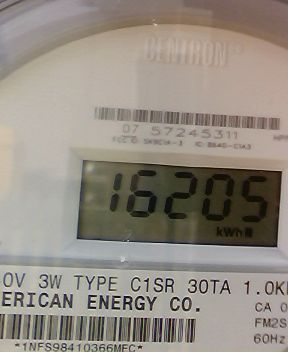 CENTRON
07 57245311
16205
kWh
0V 3W TYPE C1SR 30TA 1.0K
ERICAN ENERGY CO.
CA 0
FM2S
60Hz
*1NFS98410366MEC*